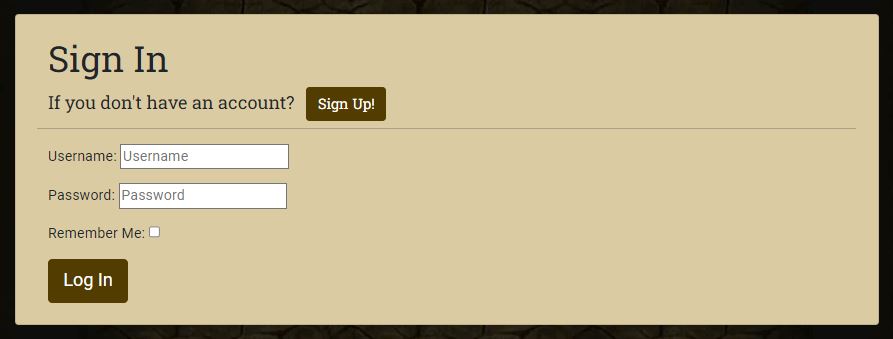 Sign In
If you don't have an account? Sign Up!
Username: Username
Password: Password
Remember Me:
Log In